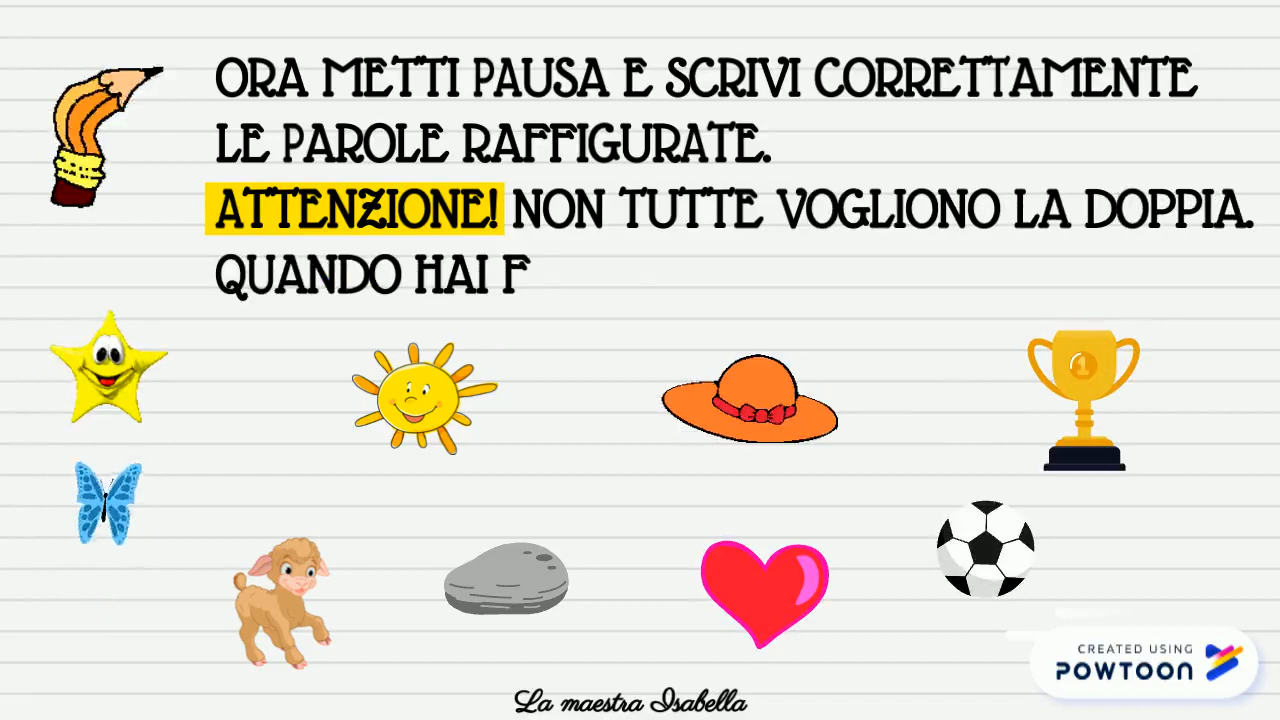 ORA METTI PAUSA E SCRIVI CORRETTAMENTE
LE PAROLE RAFFIGURATE.
ATTENZIONE! NON TUTTE VOGLIONO LA DOPPIA.
QUANDO HAI F
1
CREATED USING
POWTOON
La maestra Isabella